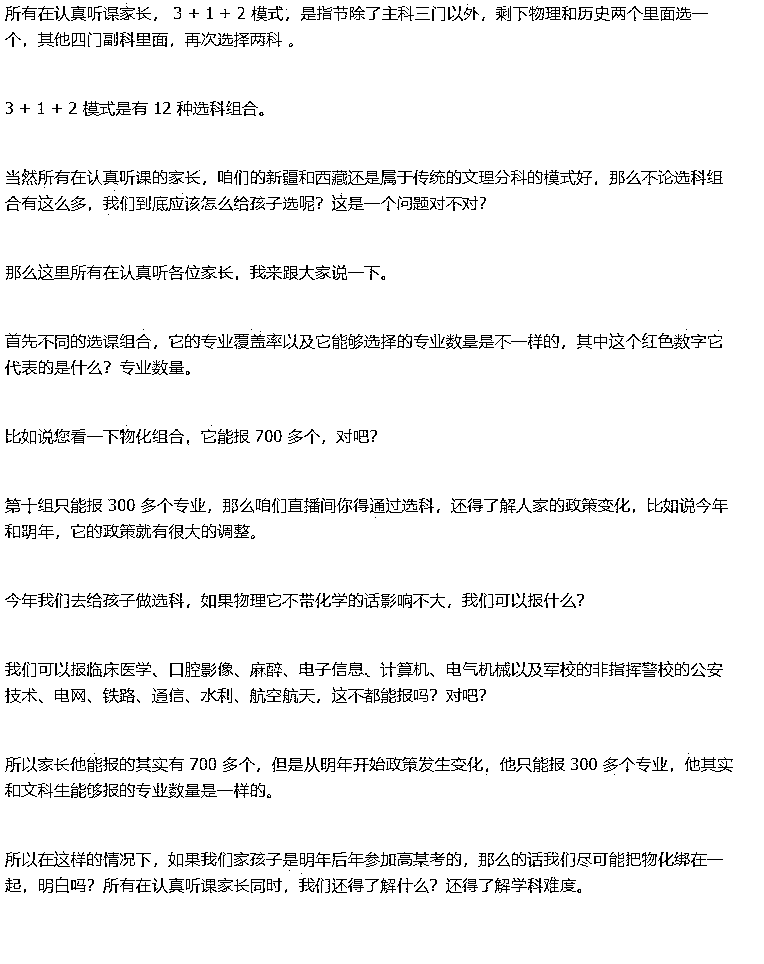 所有在认真听课家长， 3 + 1 + 2 模式，是指节除了主科三门以外，剩下物理和历史两个里面选一
个，其他四门副科里面，再次选择两科 。
3 + 1 + 2 模式是有 12 种选科组合。
当然所有在认真听课的家长，咱们的新疆和西藏还是属于传统的文理分科的模式好，那么不论选科组
合有这么多，我们到底应该怎么给孩子选呢？这是一个问题对不对？
那么这里所有在认真听各位家长，我来跟大家说一下。
首先不同的选课组合，它的专业覆盖率以及它能够选择的专业数量是不一样的，其中这个红色数字它
代表的是什么？专业数量。
比如说您看一下物化组合，它能报 700 多个，对吧？
第十组只能报 300 多个专业，那么咱们直播间你得通过选科，还得了解人家的政策变化，比如说今年
和明年，它的政策就有很大的调整。
今年我们去给孩子做选科，如果物理它不带化学的话影响不大，我们可以报什么？
我们可以报临床医学、口腔影像、麻醉、电子信息、计算机、电气机械以及军校的非指挥警校的公安
技术、电网、铁路、通信、水利、航空航天，这不都能报吗？对吧？
所以家长他能报的其实有 700 多个，但是从明年开始政策发生变化，他只能报 300 多个专业，他其实
和文科生能够报的专业数量是一样的。
所以在这样的情况下，如果我们家孩子是明年后年参加高某考的，那么的话我们尽可能把物化绑在一
起，明白吗？所有在认真听课家长同时，我们还得了解什么？还得了解学科难度。